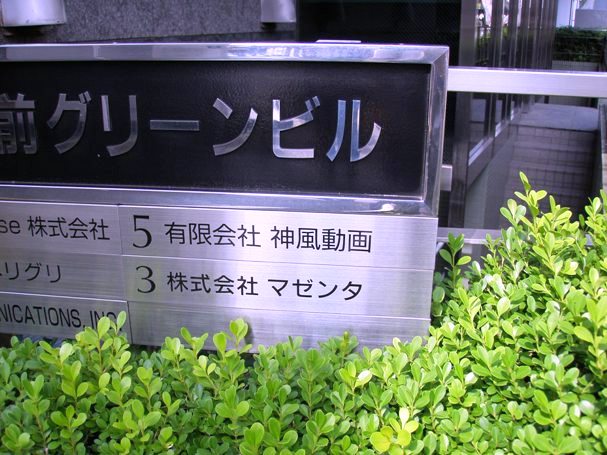 前グリーンビル
se 株式会社
5 有限会社 神風動画
スリグリ
3 株式会社 マゼンタ
NICATIONS, INC